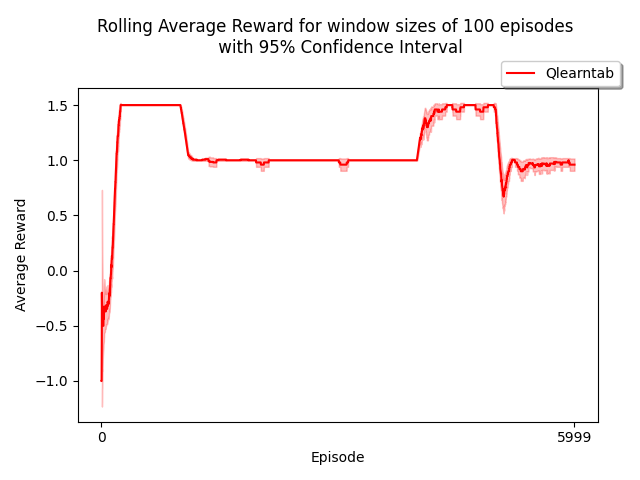 Rolling Average Reward for window sizes of 100 episodes
with 95% Confidence Interval
Qlearntab
1.5
1.0
0.5
0.0
−0.5
−1.0
Average Reward
0
5999
Episode